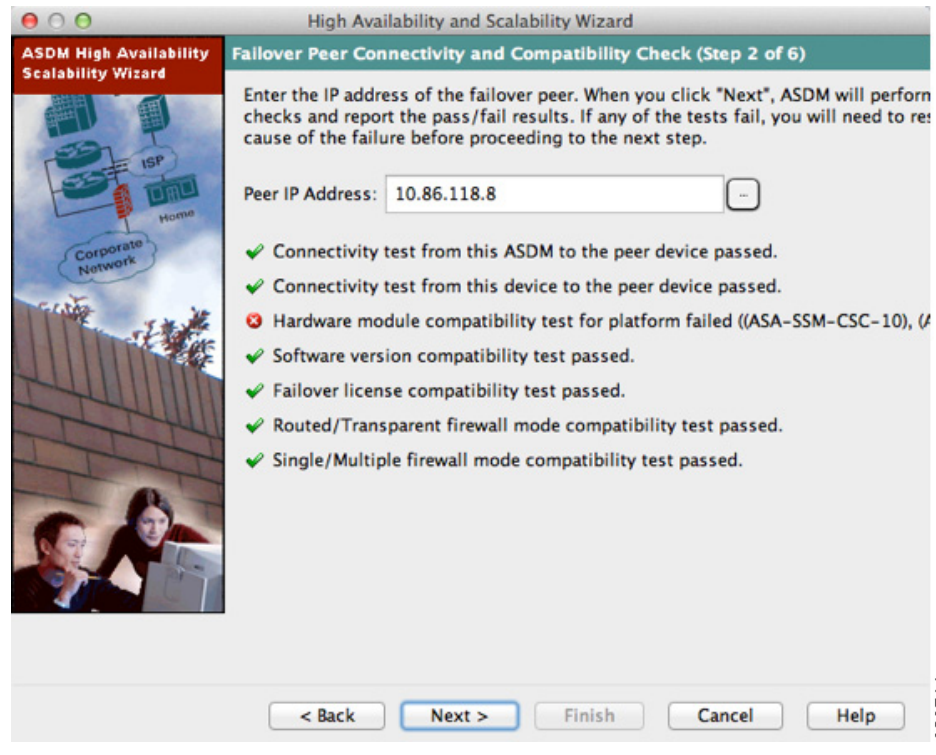 High Availability and Scalability Wizard
ASDM High Availability
Scalability Wizard
Failover Peer Connectivity and Compatibility Check (Step 2 of 6)
Enter the IP address of the failover peer. When you click "Next", ASDM will perform
checks and report the pass/fail results. If any of the tests fail, you will need to res
cause of the failure before proceeding to the next step.
ISP
Home
Corporate
Network
Peer IP Address:
10.86.118.8
...
Connectivity test from this ASDM to the peer device passed.
Connectivity test from this device to the peer device passed.
Hardware module compatibility test for platform failed ((ASA-SSM-CSC-10), (A
Software version compatibility test passed.
Failover license compatibility test passed.
Routed/Transparent firewall mode compatibility test passed.
Single/Multiple firewall mode compatibility test passed.
< Back
Next >
Finish
Cancel
Help